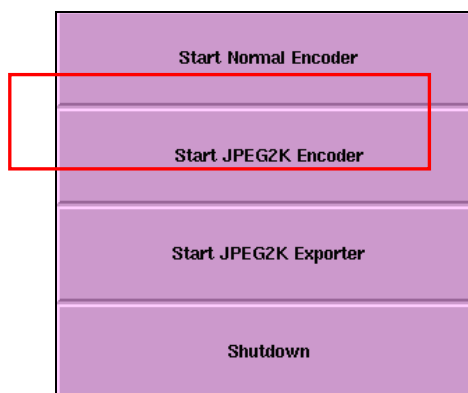 Start Normal Encoder
Start JPEG2K Encoder
Start JPEG2K Exporter
Shutdown